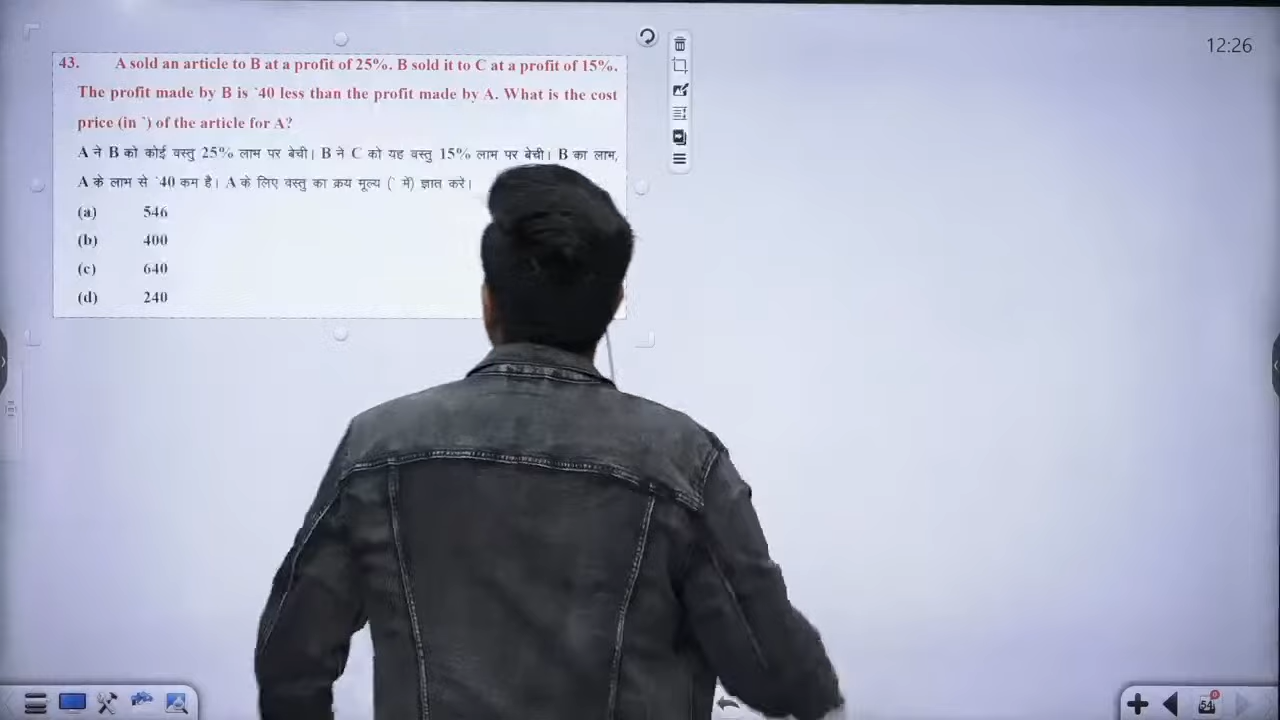 12:26
43. A sold an article to B at a profit of 25%. B sold it to C at a profit of 15%.
The profit made by B is `40 less than the profit made by A. What is the cost
price (in `) of the article for A?
A ने B को कोई वस्तु 25% लाभ पर बेची। B ने C को यह वस्तु 15% लाभ पर बेची। B का लाभ,
A के लाभ से `40 कम है। A के लिए वस्तु का क्रय मूल्य (` में) ज्ञात करें।
(a) 546
(b) 400
(c) 640
(d) 240
54